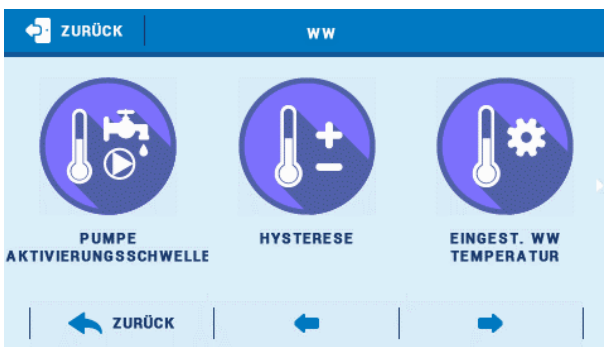 ZURÜCK
WW
PUMPE
AKTIVIERUNGSSCHWELLE
HYSTERESE
EINGEST. WW
TEMPERATUR
ZURÜCK